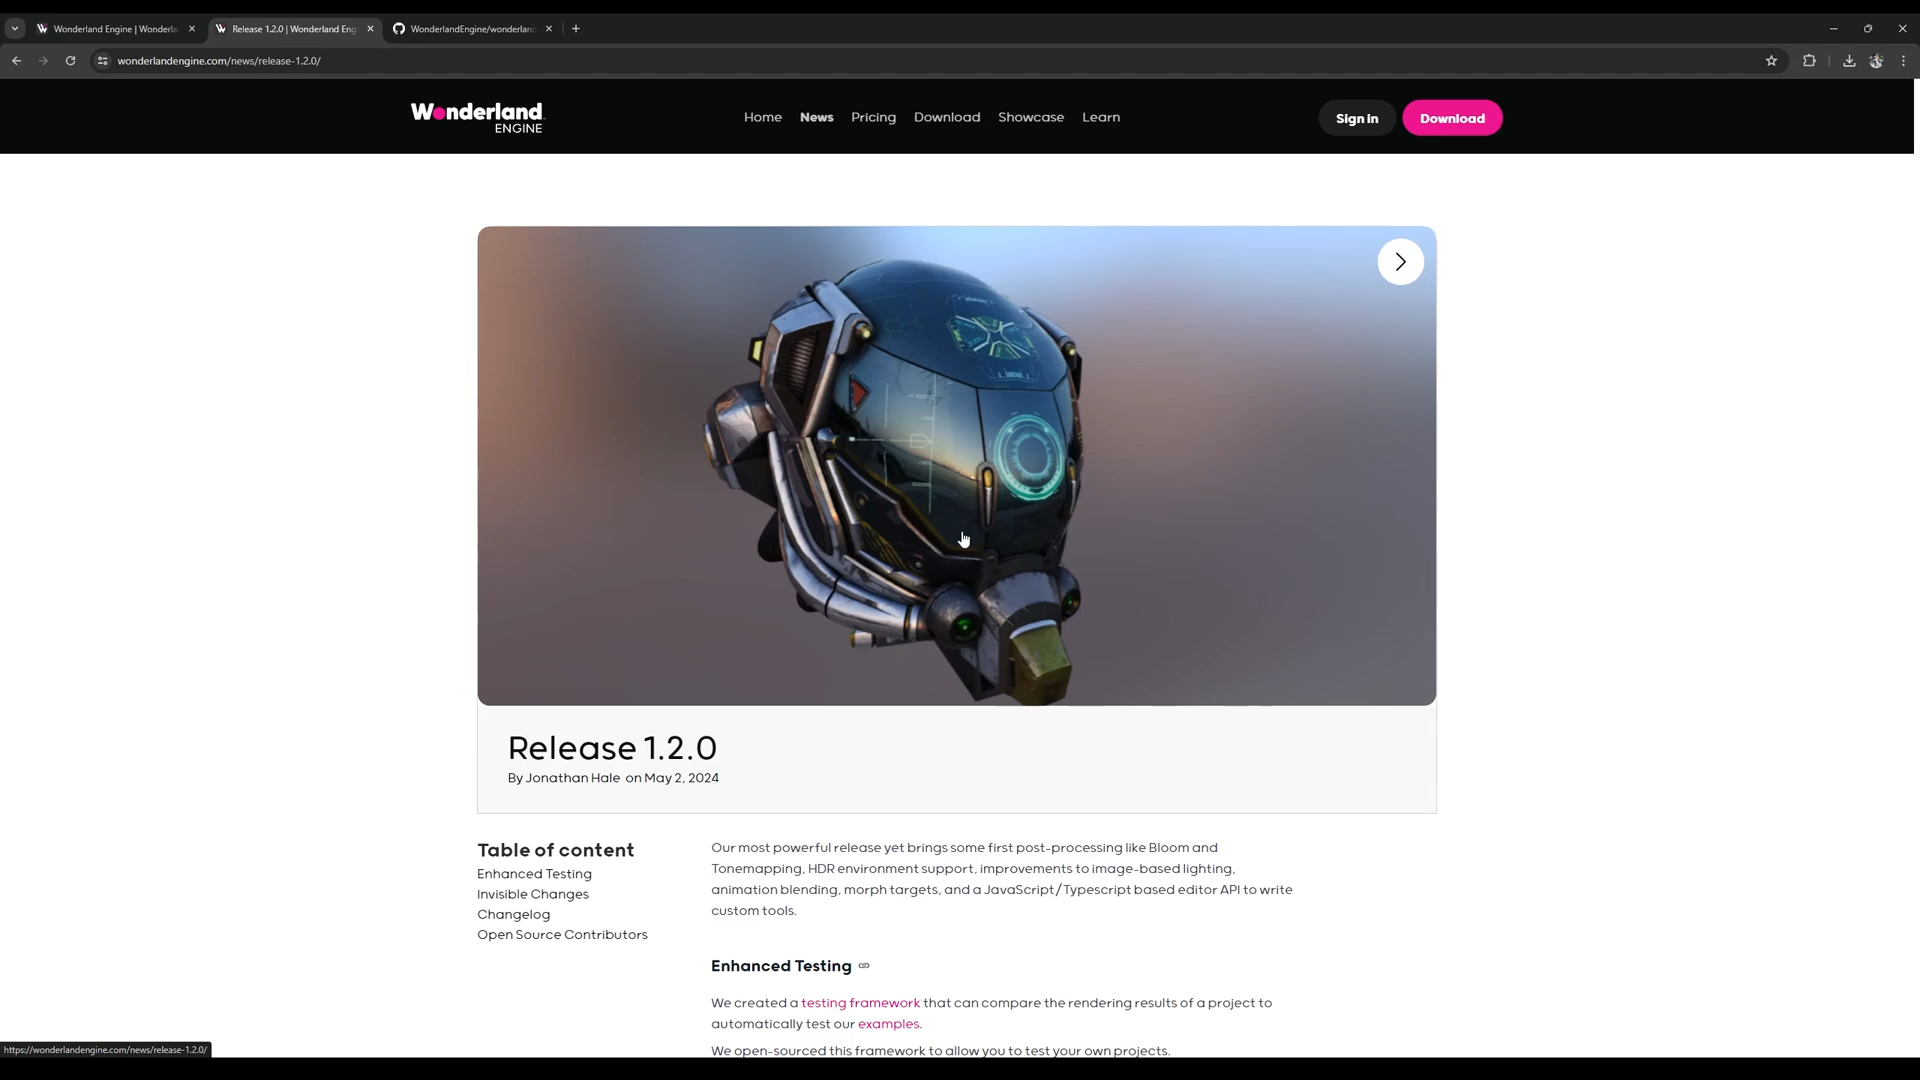 Wonderland Engine | Wonderla
Release 1.2.0 | Wonderland Eng
WonderlandEngine/wonderland
wonderlandengine.com/news/release-1.2.0/
Wonderland
ENGINE
Home
News
Pricing
Download
Showcase
Learn
Sign in
Download
Release 1.2.0
By Jonathan Hale on May 2, 2024
Table of content
Enhanced Testing
Invisible Changes
Changelog
Open Source Contributors
Our most powerful release yet brings some first post-processing like Bloom and
Tonemapping, HDR environment support, improvements to image-based lighting,
animation blending, morph targets, and a JavaScript/Typescript based editor API to write
custom tools.
Enhanced Testing
We created a testing framework that can compare the rendering results of a project to
automatically test our examples.
We open-sourced this framework to allow you to test your own projects.
https://wonderlandengine.com/news/release-1.2.0/